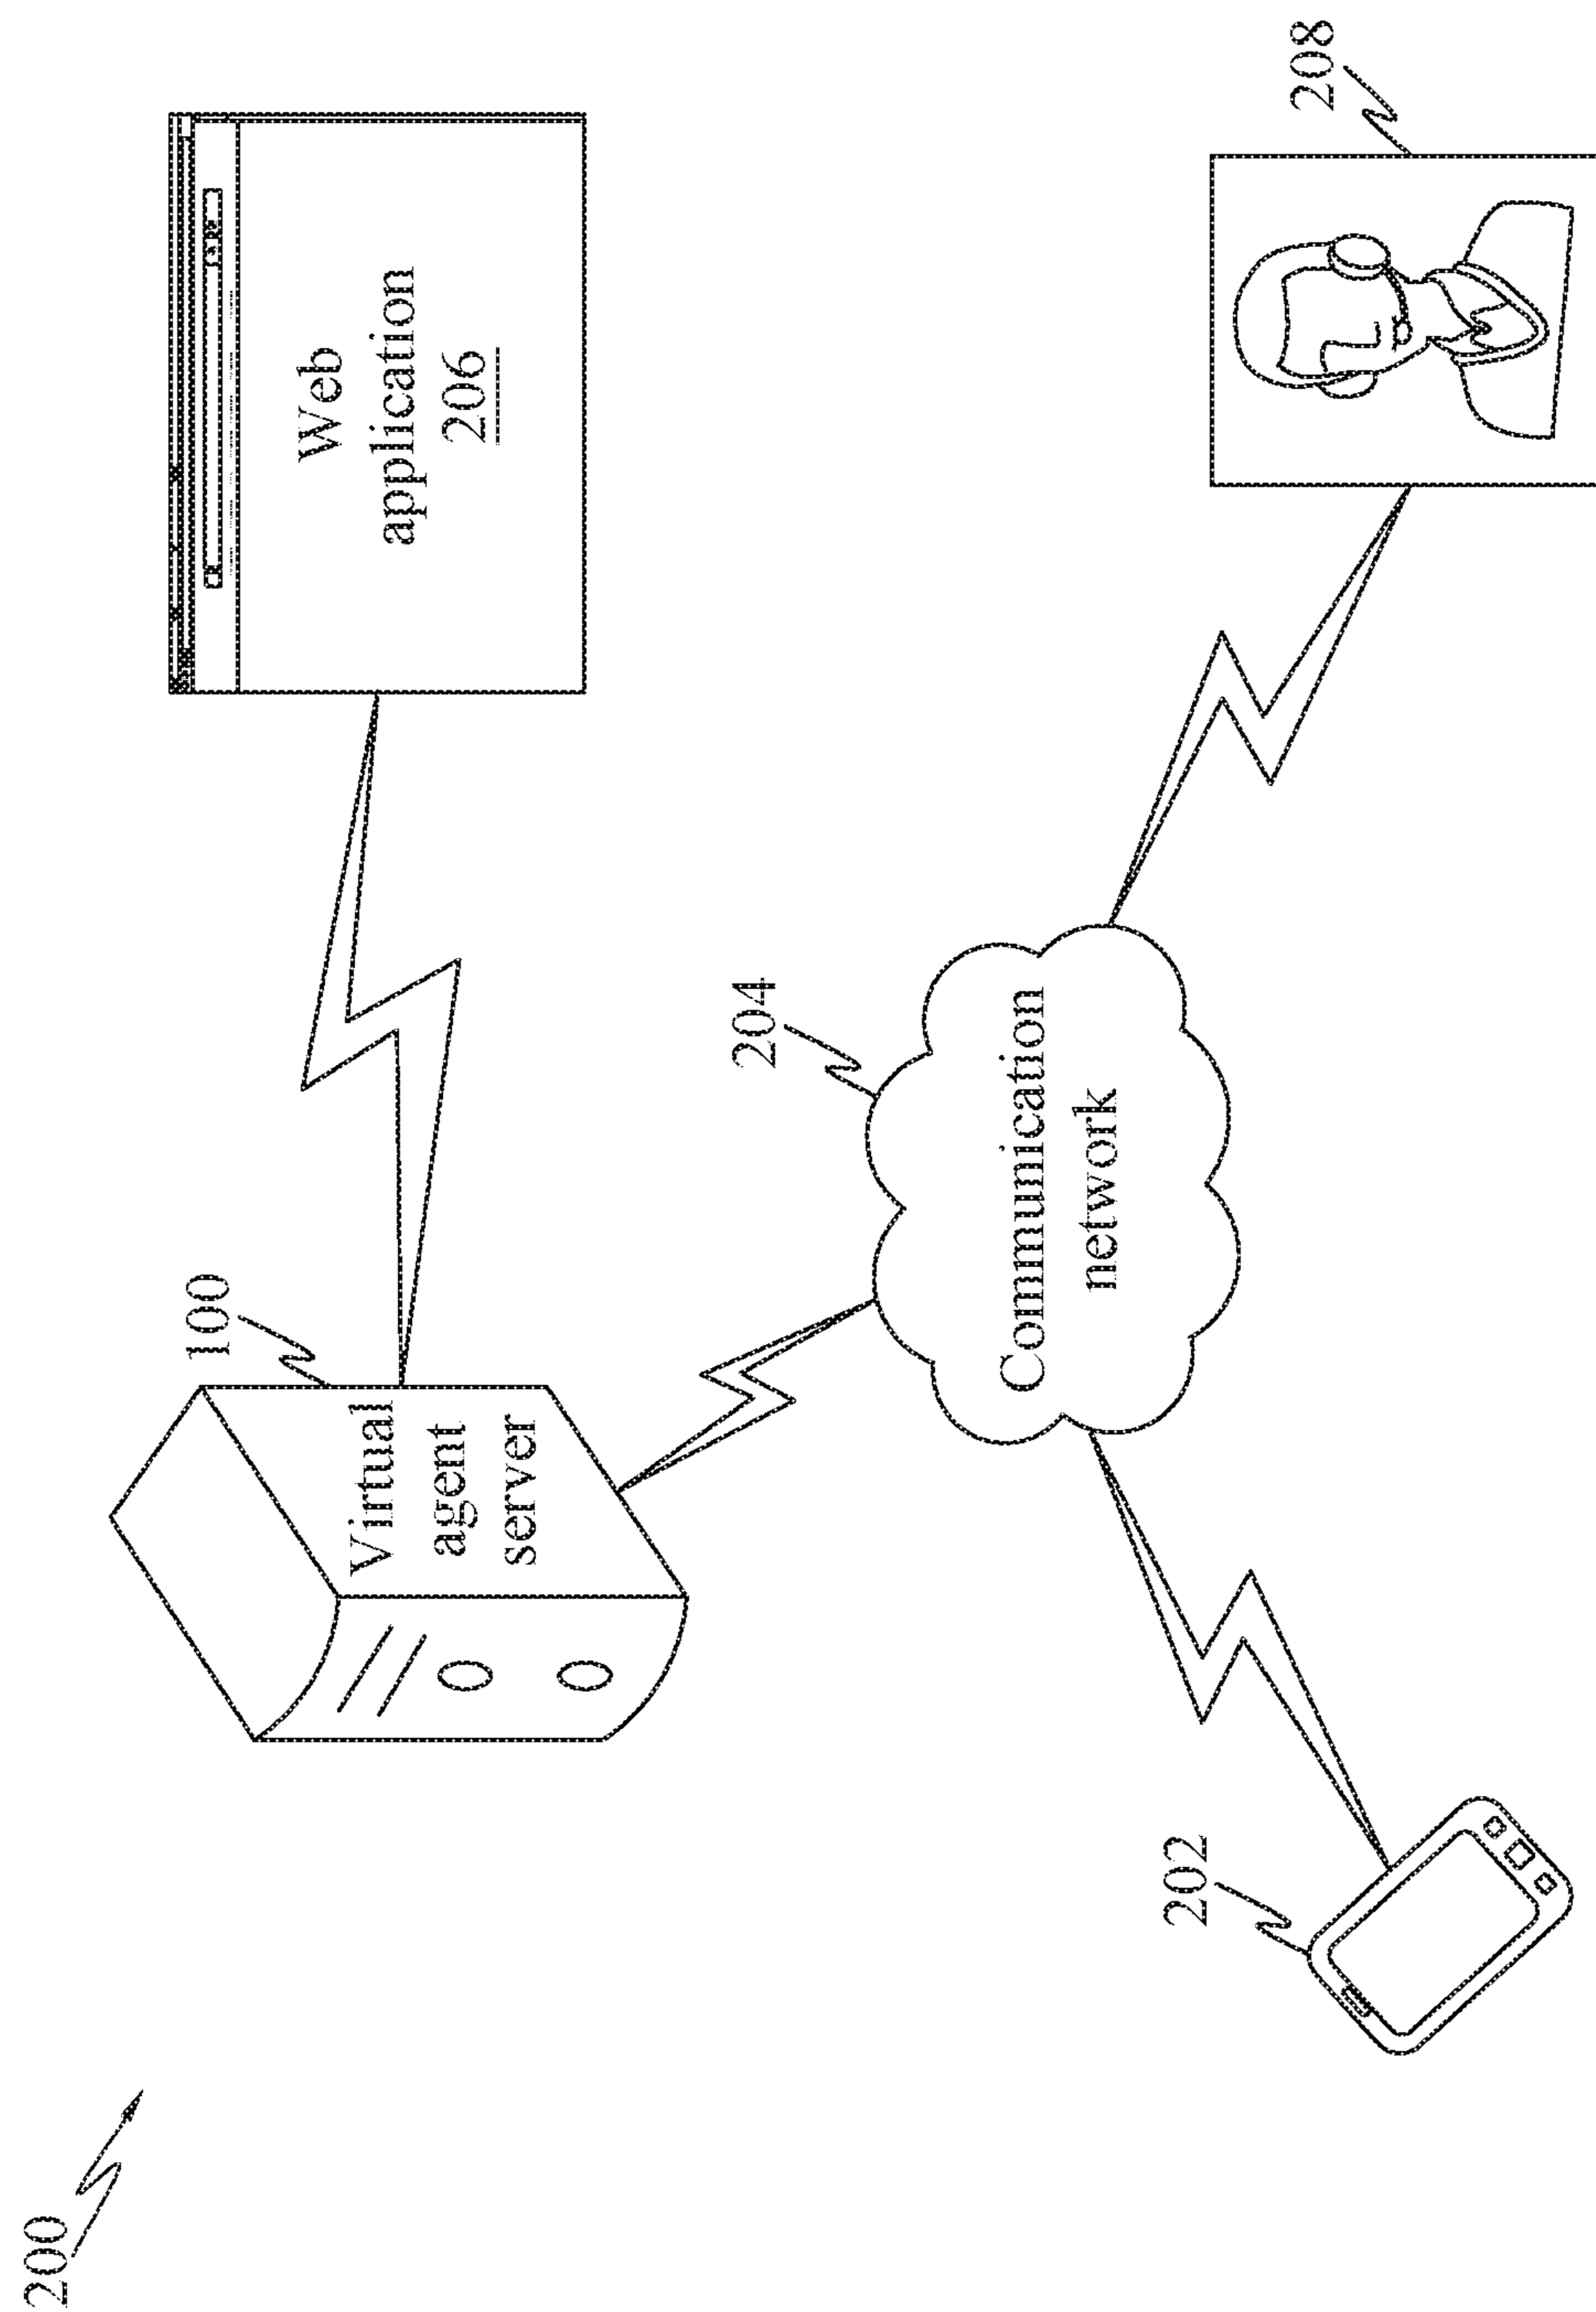 200
100
Virtual
agent
server
Web
application
206
204
Communication
network
202
208